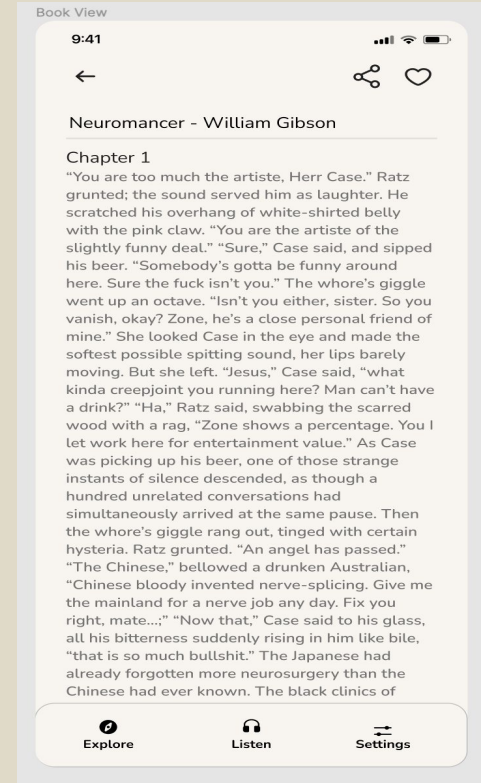 Book View
9:41
Neuromancer - William Gibson
Chapter 1
“You are too much the artiste, Herr Case.” Ratz
grunted; the sound served him as laughter. He
scratched his overhang of white-shirted belly
with the pink claw. “You are the artiste of the
slightly funny deal.” “Sure,” Case said, and sipped
his beer. “Somebody’s gotta be funny around
here. Sure the fuck isn’t you.” The whore’s giggle
went up an octave. “Isn’t you either, sister. So you
vanish, okay? Zone, he’s a close personal friend of
mine.” She looked Case in the eye and made the
softest possible spitting sound, her lips barely
moving. But she left. “Jesus,” Case said, “what
kinda creepjoint you running here? Man can’t have
a drink?” “Ha,” Ratz said, swabbing the scarred
wood with a rag, “Zone shows a percentage. You I
let work here for entertainment value.” As Case
was picking up his beer, one of those strange
instants of silence descended, as though a
hundred unrelated conversations had
simultaneously arrived at the same pause. Then
the whore’s giggle rang out, tinged with certain
hysteria. Ratz grunted. “An angel has passed.”
“The Chinese,” bellowed a drunken Australian,
“Chinese bloody invented nerve-splicing. Give me
the mainland for a nerve job any day. Fix you
right, mate...;” “Now that,” Case said to his glass,
all his bitterness suddenly rising in him like bile,
“that is so much bullshit.” The Japanese had
already forgotten more neurosurgery than the
Chinese had ever known. The black clinics of
Explore
Listen
Settings